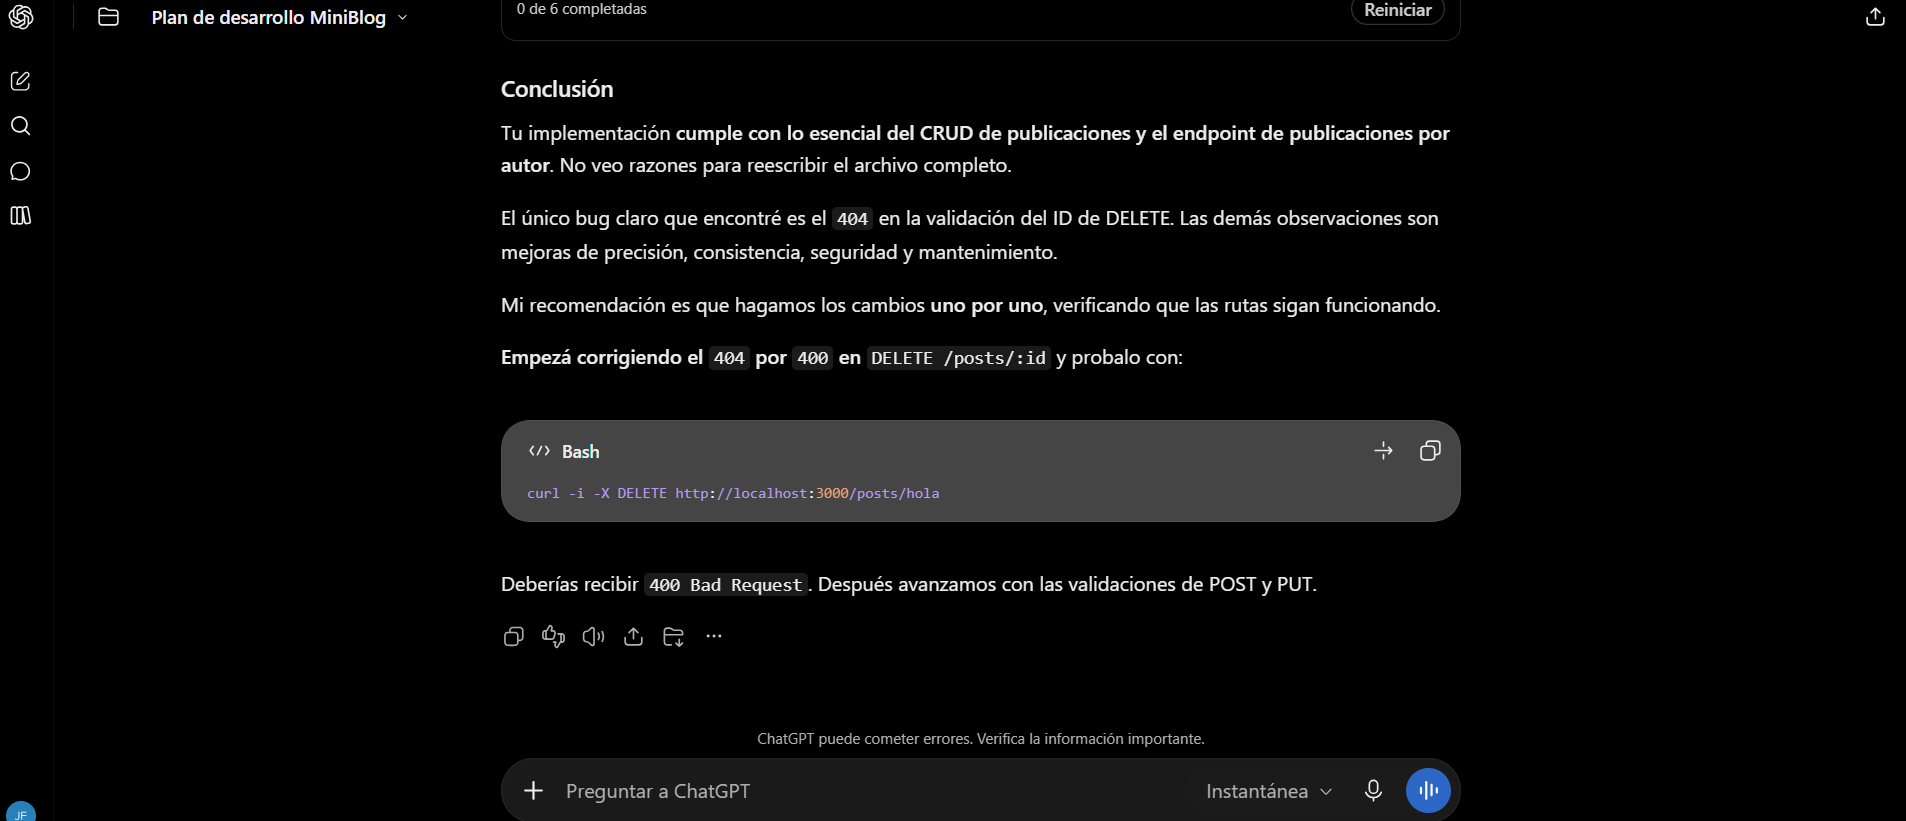 Plan de desarrollo MiniBlog
0 de 6 completadas
Reiniciar
Conclusión
Tu implementación cumple con lo esencial del CRUD de publicaciones y el endpoint de publicaciones por
autor. No veo razones para reescribir el archivo completo.
El único bug claro que encontré es el 404 en la validación del ID de DELETE. Las demás observaciones son
mejoras de precisión, consistencia, seguridad y mantenimiento.
Mi recomendación es que hagamos los cambios uno por uno, verificando que las rutas sigan funcionando.
Empezá corrigiendo el 404 por 400 en DELETE /posts/:id y probalo con:
</> Bash
curl -i -X DELETE http://localhost:3000/posts/hola
Deberías recibir 400 Bad Request. Después avanzamos con las validaciones de POST y PUT.
ChatGPT puede cometer errores. Verifica la información importante.
Preguntar a ChatGPT
Instantánea
JF